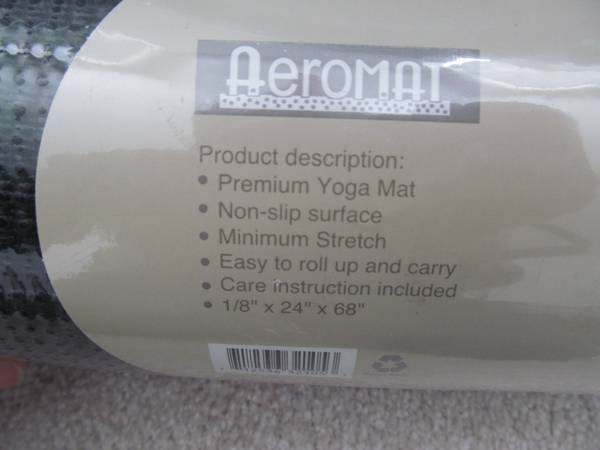 AEROMAT
Product description:
• Premium Yoga Mat
• Non-slip surface
• Minimum Stretch
• Easy to roll up and carry
• Care instruction included
• 1/8" x 24" x 68"